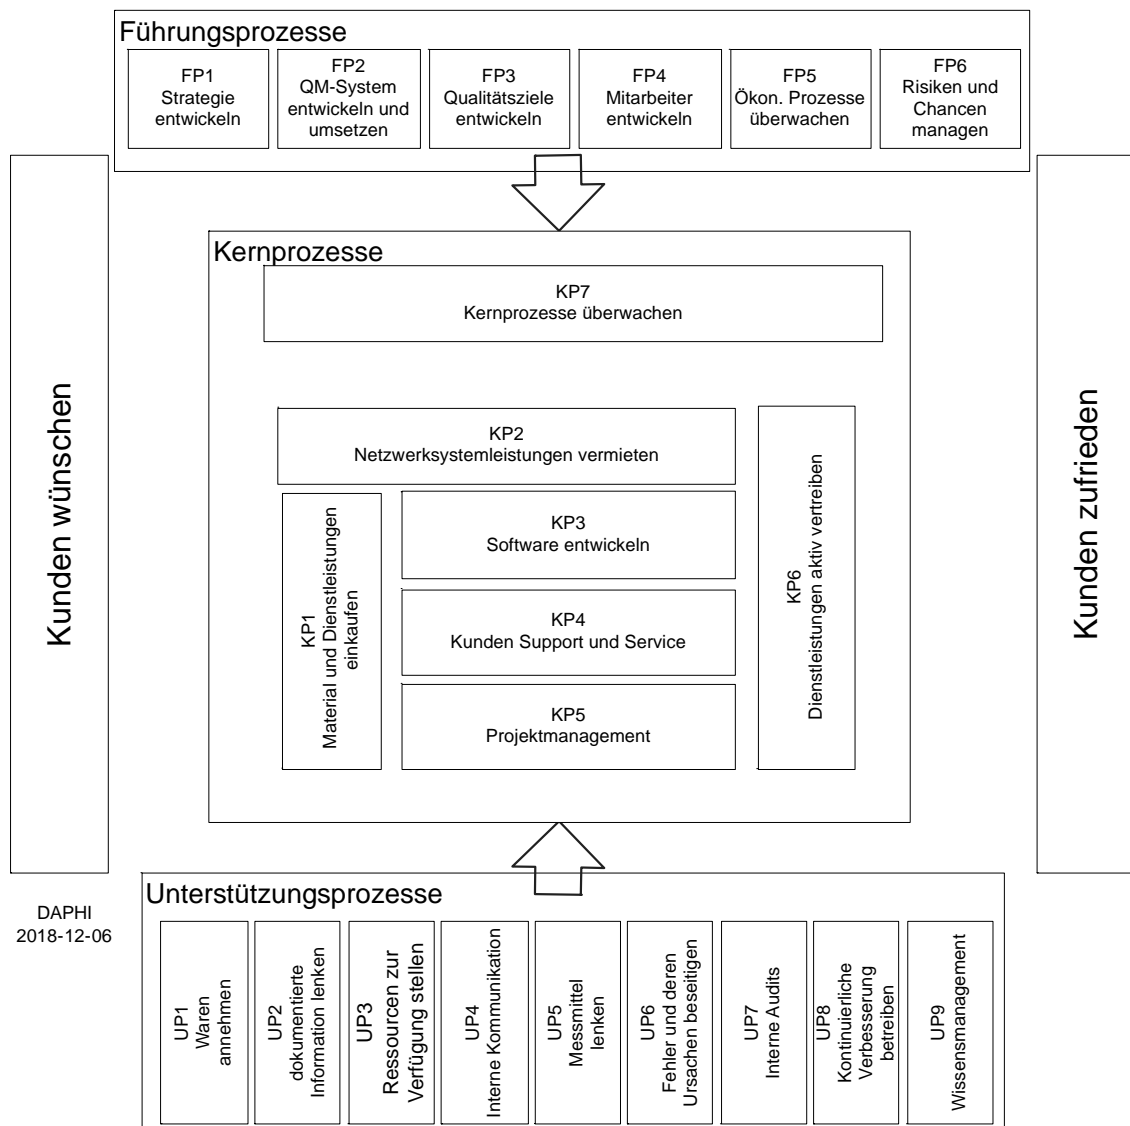 Führungsprozesse
FP1
Strategie
entwickeln
FP2
QM-System
entwickeln und
umsetzen
FP3
Qualitätsziele
entwickeln
FP4
Mitarbeiter
entwickeln
FP5
Ökon. Prozesse
überwachen
FP6
Risiken und
Chancen
managen
Kunden wünschen
Kernprozesse
KP7
Kernprozesse überwachen
KP2
Netzwerksystemleistungen vermieten
KP1
Material und Dienstleistungen
einkaufen
KP3
Software entwickeln
KP4
Kunden Support und Service
KP5
Projektmanagement
KP6
Dienstleistungen aktiv vertreiben
Kunden zufrieden
DAPHI
2018-12-06
Unterstützungsprozesse
UP1
Waren
annehmen
UP2
dokumentierte
Information lenken
UP3
Ressourcen zur
Verfügung stellen
UP4
Interne Kommunikation
UP5
Messmittel
lenken
UP6
Fehler und deren
Ursachen beseitigen
UP7
Interne Audits
UP8
Kontinuierliche
Verbesserung
betreiben
UP9
Wissensmanagement